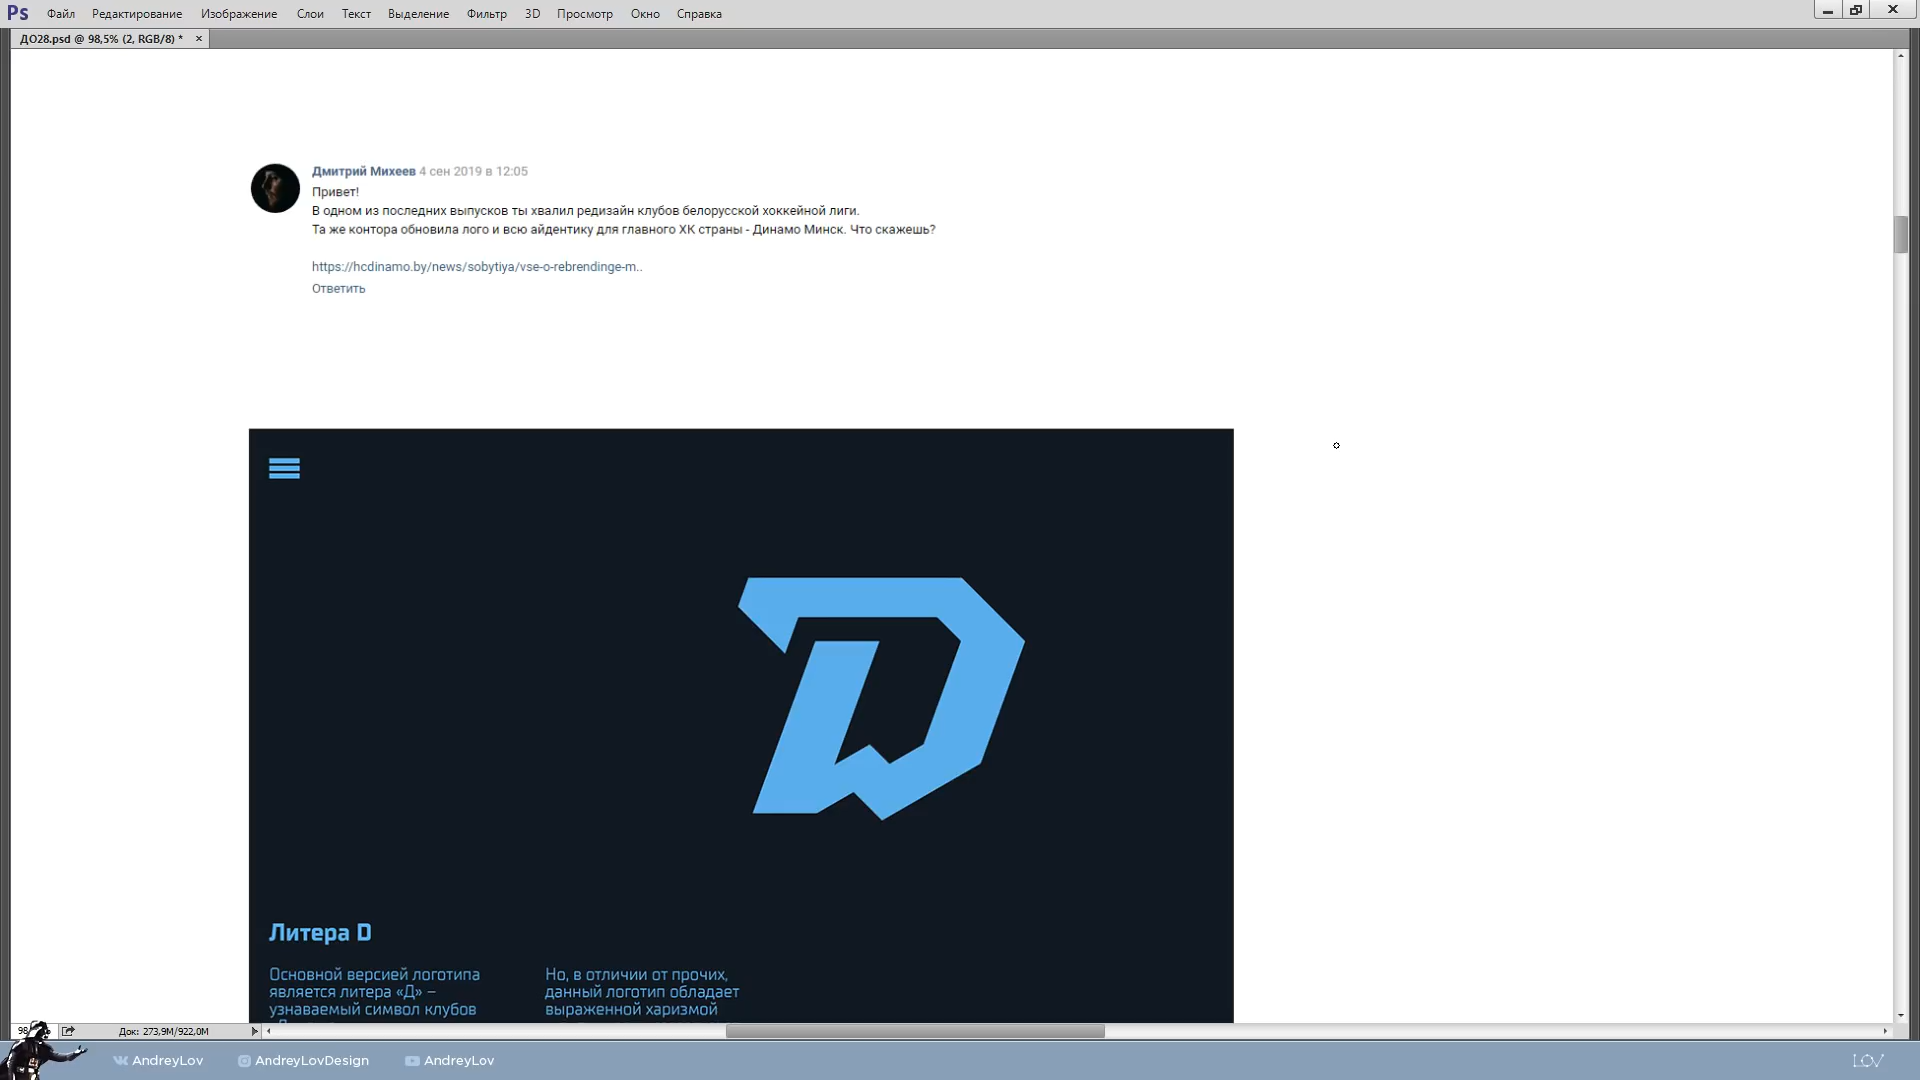 Ps Файл Редактирование Изображение Слои Текст Выделение Фильтр 3D Просмотр Окно Справка
ДО28.psd @ 98,5% (2, RGB/8) *
Дмитрий Михеев 4 сен 2019 в 12:05
Привет!
В одном из последних выпусков ты хвалил редизайн клубов белорусской хоккейной лиги.
Та же контора обновила лого и всю айдентику для главного ХК страны - Динамо Минск. Что скажешь?
https://hcdinamo.by/news/sobytiya/vse-o-rebrendinge-m..
Ответить
Литера D
Основной версией логотипа
является литера «Д» –
узнаваемый символ клубов
Но, в отличии от прочих,
данный логотип обладает
выраженной харизмой
Док: 273,9M/922,0M
AndreyLov AndreyLovDesign AndreyLov
LOV